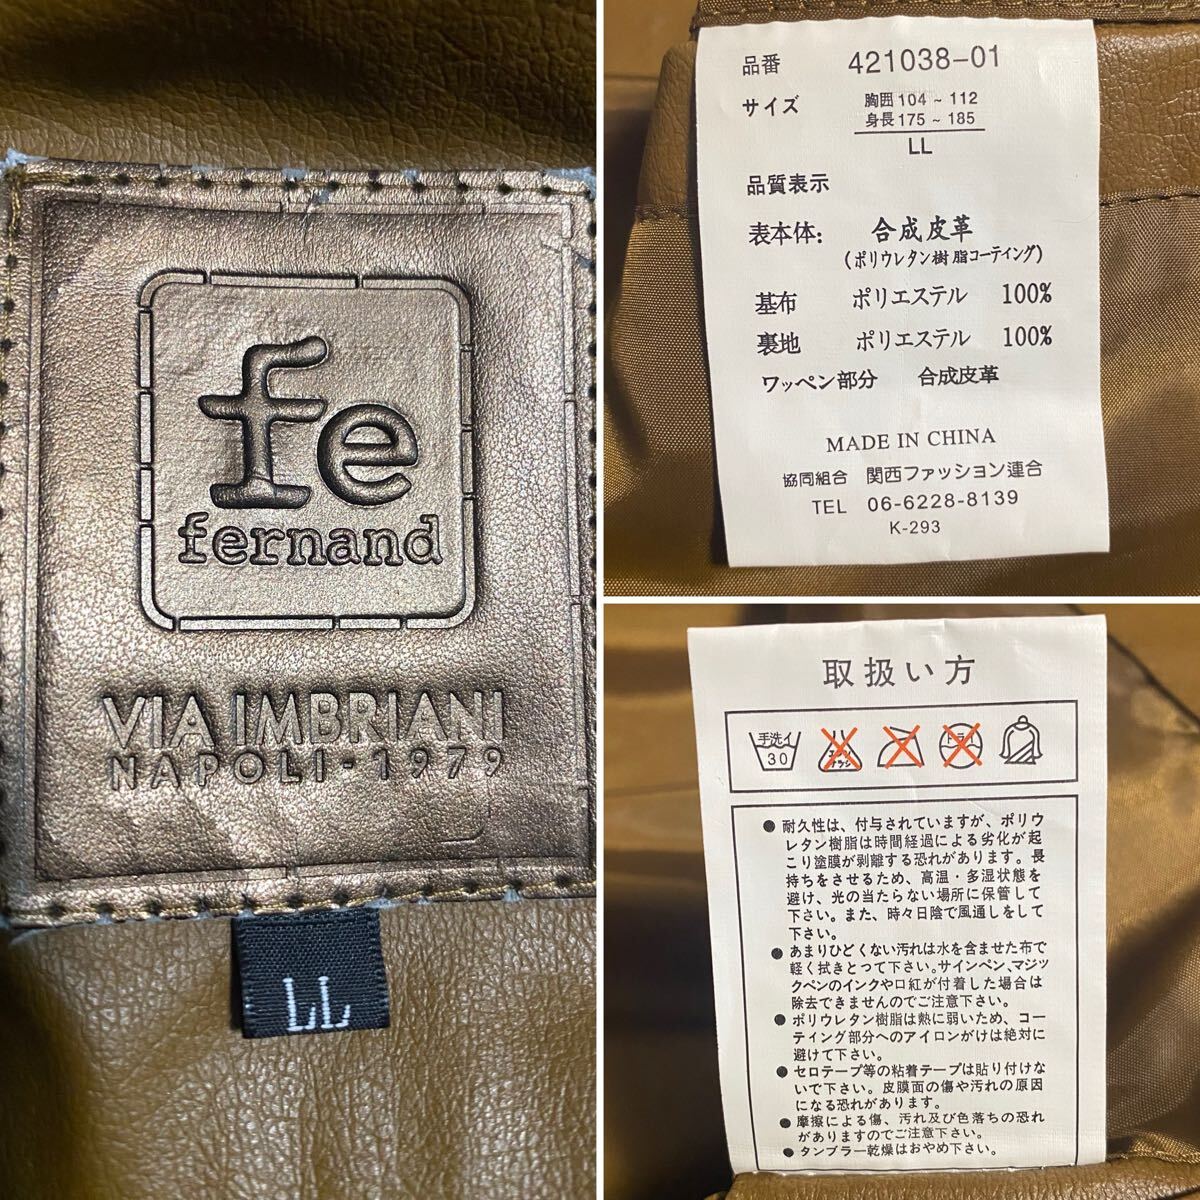 fe
fernand
VIA IMBRIANI
NAPOLI・1979
LL
品番 421038-01
サイズ 胸囲 104 ~ 112
身長 175 ~ 185
LL
品質表示
表本体: 合成皮革
(ポリウレタン樹脂コーティング)
基布 ポリエステル 100%
裏地 ポリエステル 100%
ワッペン部分 合成皮革
MADE IN CHINA
協同組合 関西ファッション連合
TEL 06-6228-8139
K-293
取扱い方
手洗イ
30
ドライ
●耐久性は、付与されていますが、ポリウ
レタン樹脂は時間経過による劣化が起
こり塗膜が剥離する恐れがあります。長
持ちをさせるため、高温・多湿状態を
避け、光の当たらない場所に保管して
下さい。また、時々日陰で風通しをして
下さい。
●あまりひどくない汚れは水を含ませた布で
軽く拭きとつて下さい。サインペン、マジッ
クペンのインクや口紅が付着した場合は
除去できませんのでご注意下さい。
●ポリウレタン樹脂は熱に弱いため、コー
ティング部分へのアイロンがけは絶対に
避けて下さい。
●セロテープ等の粘着テープは貼り付けな
いで下さい。皮膜面の傷や汚れの原因
になる恐れがあります。
●摩擦による傷、汚れ及び色落ちの恐れ
がありますのでご注意下さい。
●タンブラー乾燥はおやめ下さい。